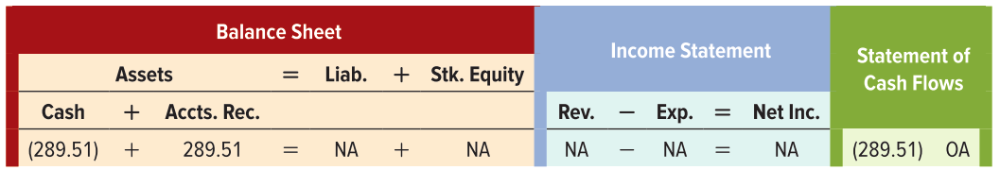 Balance Sheet
Income Statement
Statement of
Cash Flows
Assets = Liab. + Stk. Equity
Cash + Accts. Rec. Rev. − Exp. = Net Inc.
(289.51) + 289.51 = NA + NA NA − NA = NA (289.51) OA